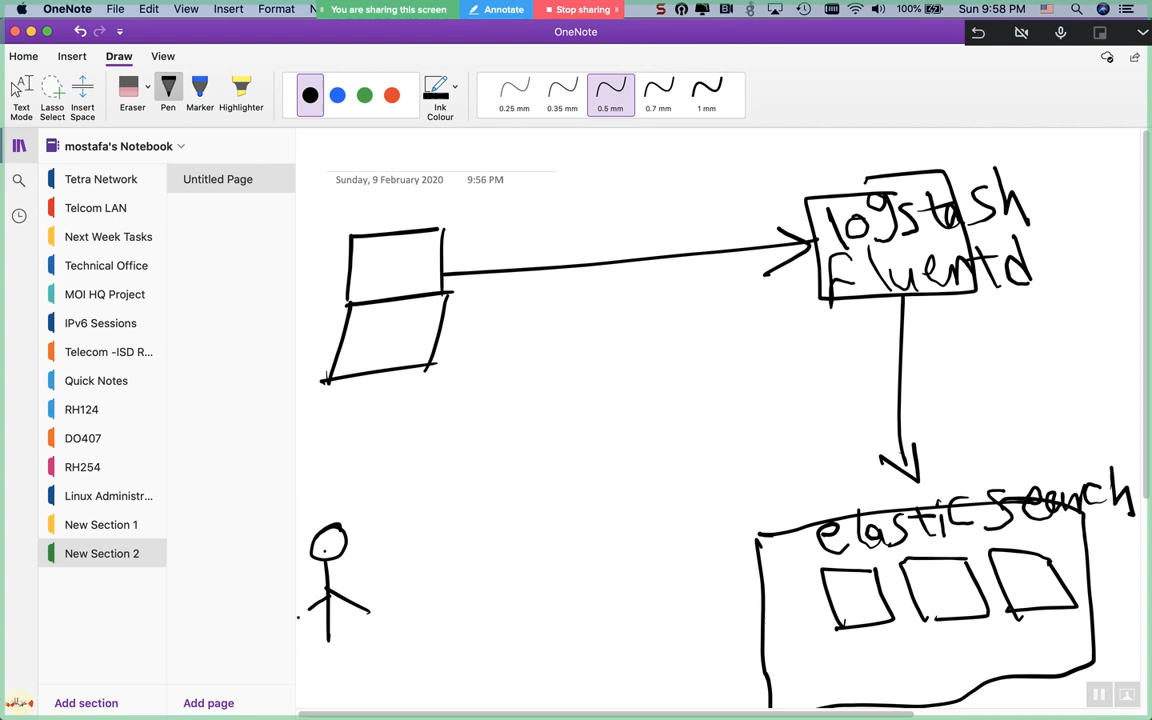 OneNote File Edit View Insert Format N
You are sharing this screen
Annotate
Stop sharing
100% Sun 9:58 PM
OneNote
Home Insert Draw View
Text Mode
Lasso Select
Insert Space
Eraser
Pen
Marker
Highlighter
Ink Colour
0.25 mm
0.35 mm
0.5 mm
0.7 mm
1 mm
mostafa's Notebook
Tetra Network
Telcom LAN
Next Week Tasks
Technical Office
MOI HQ Project
IPv6 Sessions
Telecom -ISD R...
Quick Notes
RH124
DO407
RH254
Linux Administr...
New Section 1
New Section 2
Add section
Untitled Page
Add page
Sunday, 9 February 2020 9:56 PM
logstash
Fluentd
elastic search